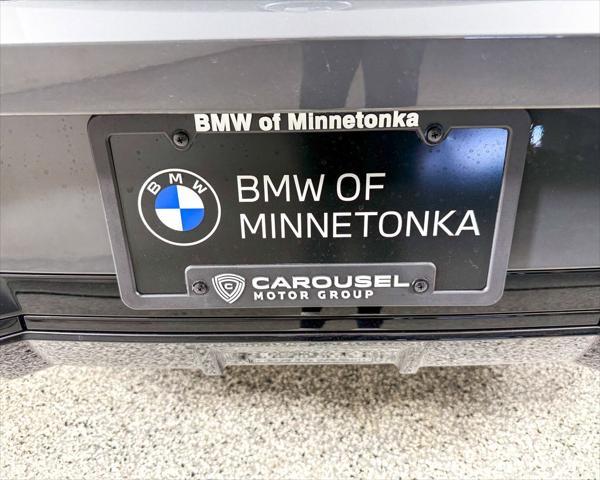 BMW of Minnetonka
BMW
BMW OF
MINNETONKA
C
CAROUSEL
MOTOR GROUP